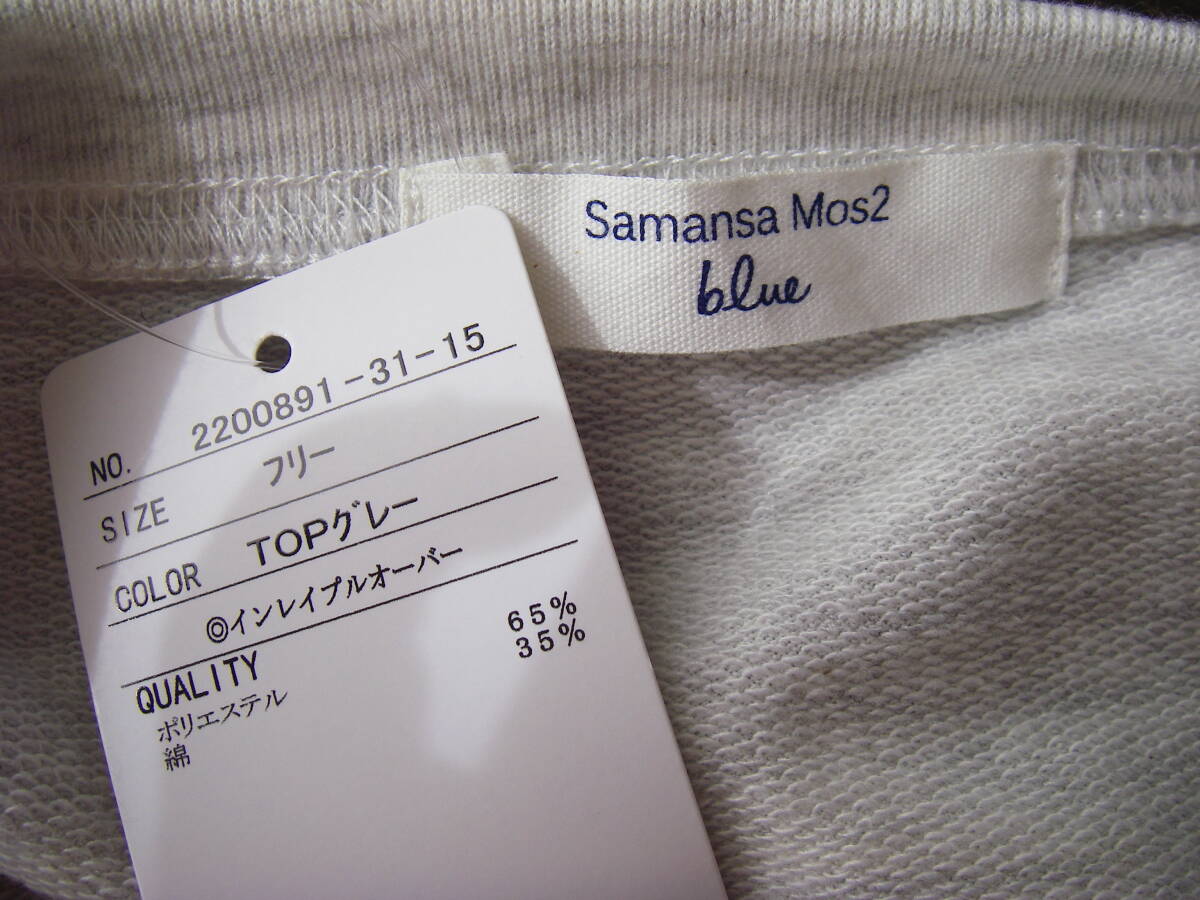 Samansa Mos2
blue
NO. 2200891-31-15
SIZE フリー
COLOR TOPグレー
◎インレイプルオーバー
QUALITY
ポリエステル 65%
綿 35%